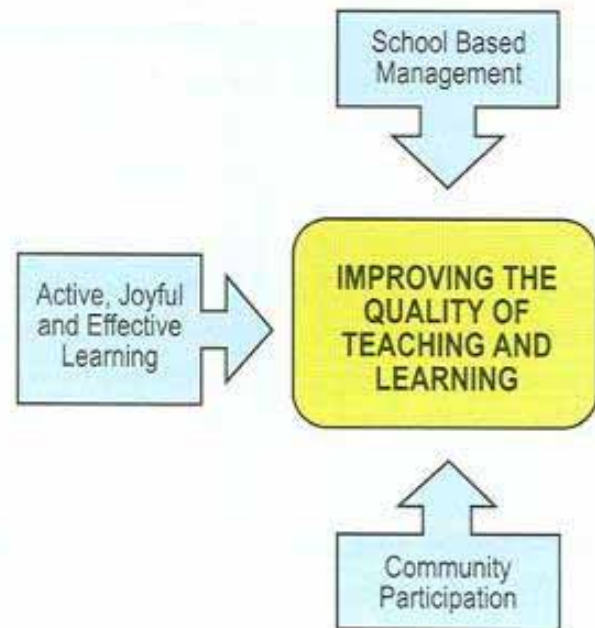 School Based
Management
Active, Joyful
and Effective
Learning
IMPROVING THE
QUALITY OF
TEACHING AND
LEARNING
Community
Participation